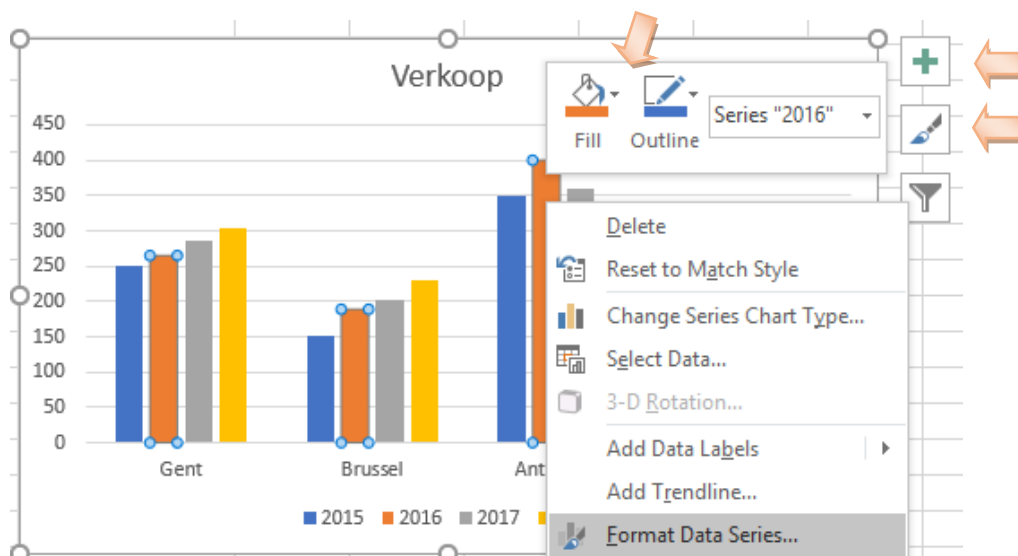 Verkoop
Fill
Outline
Series "2016"
450
400
350
300
250
200
150
100
50
0
Gent
Brussel
Ant
2015
2016
2017
Delete
Reset to Match Style
Change Series Chart Type...
Select Data...
3-D Rotation...
Add Data Labels
Add Trendline...
Format Data Series...